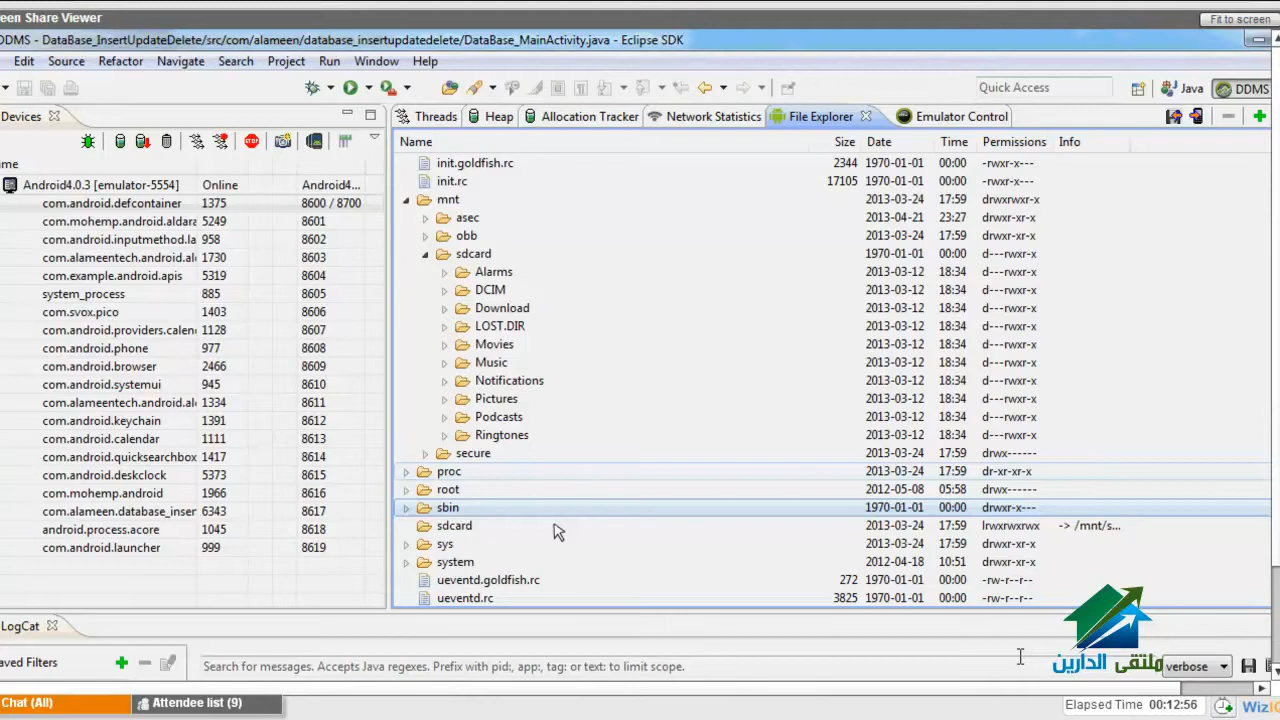 reen Share Viewer
Fit to screen
DDMS - DataBase_InsertUpdateDelete/src/com/alameen/database_insertupdatedelete/DataBase_MainActivity.java - Eclipse SDK
Edit Source Refactor Navigate Search Project Run Window Help
Quick Access Java DDMS
Devices
Threads Heap Allocation Tracker Network Statistics File Explorer Emulator Control
Name Size Date Time Permissions Info
me
Android4.0.3 [emulator-5554] Online Android4...
com.android.defcontainer 1375 8600 / 8700
com.mohemp.android.aldara 5249 8601
com.android.inputmethod.la 958 8602
com.alameentech.android.al 1730 8603
com.example.android.apis 5319 8604
system_process 885 8605
com.svox.pico 1403 8606
com.android.providers.calen 1128 8607
com.android.phone 977 8608
com.android.browser 2466 8609
com.android.systemui 945 8610
com.alameentech.android.al 1334 8611
com.android.keychain 1391 8612
com.android.calendar 1111 8613
com.android.quicksearchbox 1417 8614
com.android.deskclock 5373 8615
com.mohemp.android 1966 8616
com.alameen.database_inser 6343 8617
android.process.acore 1045 8618
com.android.launcher 999 8619
init.goldfish.rc 2344 1970-01-01 00:00 -rwxr-x---
init.rc 17105 1970-01-01 00:00 -rwxr-x---
mnt 2013-03-24 17:59 drwxrwxr-x
asec 2013-04-21 23:27 drwxr-xr-x
obb 2013-03-24 17:59 drwxr-xr-x
sdcard 1970-01-01 00:00 d---rwxr-x
Alarms 2013-03-12 18:34 d---rwxr-x
DCIM 2013-03-12 18:34 d---rwxr-x
Download 2013-03-12 18:34 d---rwxr-x
LOST.DIR 2013-03-12 18:34 d---rwxr-x
Movies 2013-03-12 18:34 d---rwxr-x
Music 2013-03-12 18:34 d---rwxr-x
Notifications 2013-03-12 18:34 d---rwxr-x
Pictures 2013-03-12 18:34 d---rwxr-x
Podcasts 2013-03-12 18:34 d---rwxr-x
Ringtones 2013-03-12 18:34 d---rwxr-x
secure 2013-03-24 17:59 drwx------
proc 2013-03-24 17:59 dr-xr-xr-x
root 2012-05-08 05:58 drwx------
sbin 1970-01-01 00:00 drwxr-x---
sdcard 2013-03-24 17:59 lrwxrwxrwx -> /mnt/s...
sys 2013-03-24 17:59 drwxr-xr-x
system 2012-04-18 10:51 drwxr-xr-x
ueventd.goldfish.rc 272 1970-01-01 00:00 -rw-r--r--
ueventd.rc 3825 1970-01-01 00:00 -rw-r--r--
LogCat
aved Filters
Search for messages. Accepts Java regexes. Prefix with pid:, app:, tag: or text: to limit scope.
verbose
ملتقى الدارين
Chat (All) Attendee list (9)
Elapsed Time 00:12:56
WizI